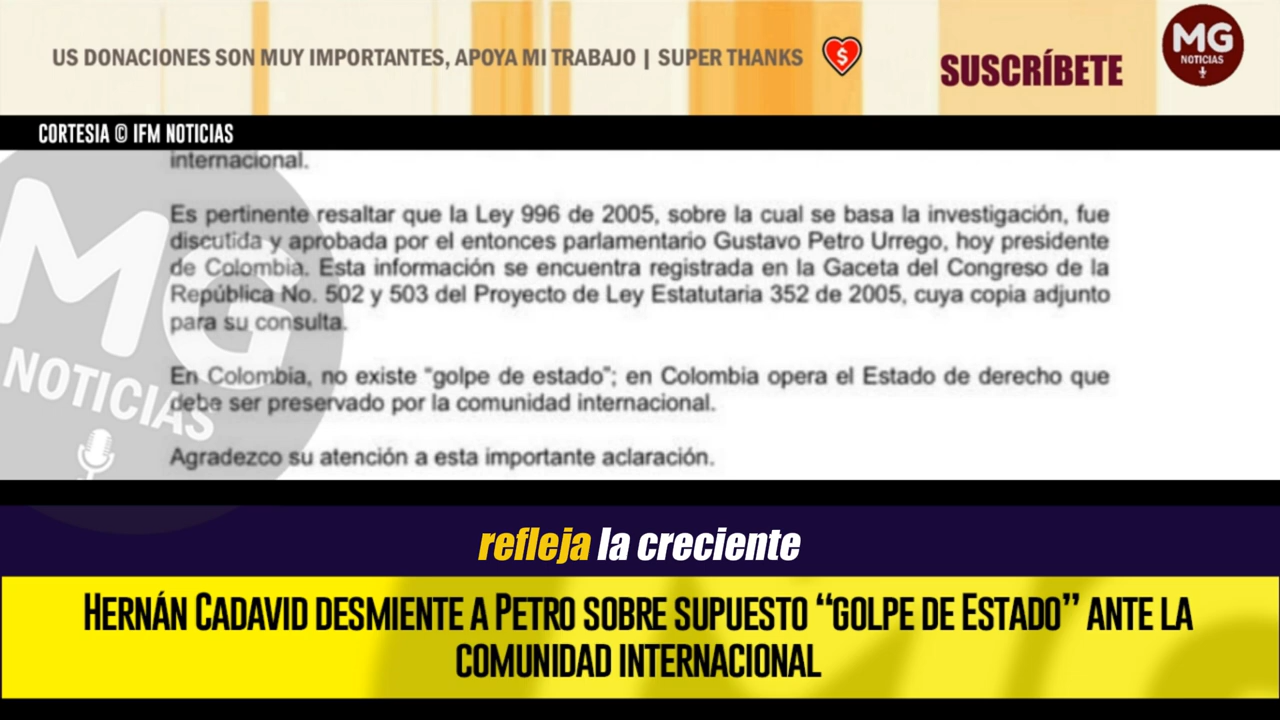 US DONACIONES SON MUY IMPORTANTES, APOYA MI TRABAJO | SUPER THANKS
$
SUSCRÍBETE
MG
NOTICIAS
CORTESIA © IFM NOTICIAS
internacional.
Es pertinente resaltar que la Ley 996 de 2005, sobre la cual se basa la investigación, fue
discutida y aprobada por el entonces parlamentario Gustavo Petro Urrego, hoy presidente
de Colombia. Esta información se encuentra registrada en la Gaceta del Congreso de la
República No. 502 y 503 del Proyecto de Ley Estatutaria 352 de 2005, cuya copia adjunto
para su consulta.
En Colombia, no existe “golpe de estado”; en Colombia opera el Estado de derecho que
debe ser preservado por la comunidad internacional.
Agradezco su atención a esta importante aclaración.
MG
NOTICIAS
refleja la creciente
HERNÁN CADAVID DESMIENTE A PETRO SOBRE SUPUESTO “GOLPE DE ESTADO” ANTE LA
COMUNIDAD INTERNACIONAL